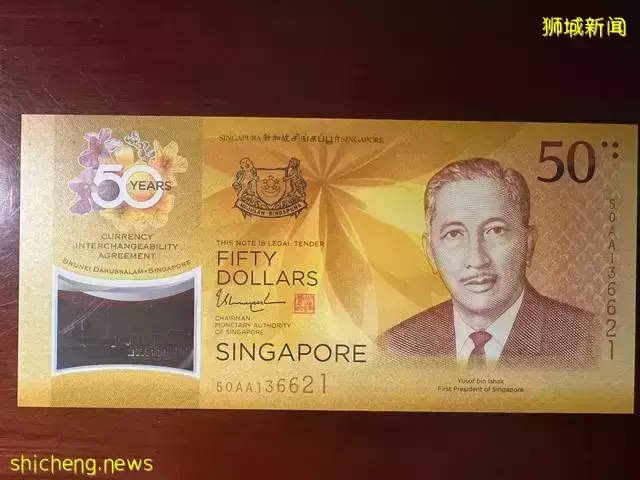 狮城新闻
SINGAPURA 新加坡 சிங்கப்பூர் SINGAPORE
50
50 YEARS
CURRENCY
INTERCHANGEABILITY
AGREEMENT
BRUNEI DARUSSALAM • SINGAPORE
MAJULAH SINGAPURA
THIS NOTE IS LEGAL TENDER
FIFTY
DOLLARS
CHAIRMAN
MONETARY AUTHORITY
OF SINGAPORE
SINGAPORE
50AA136621
50AA136621
Yusof bin Ishak
First President of Singapore
shicheng.news